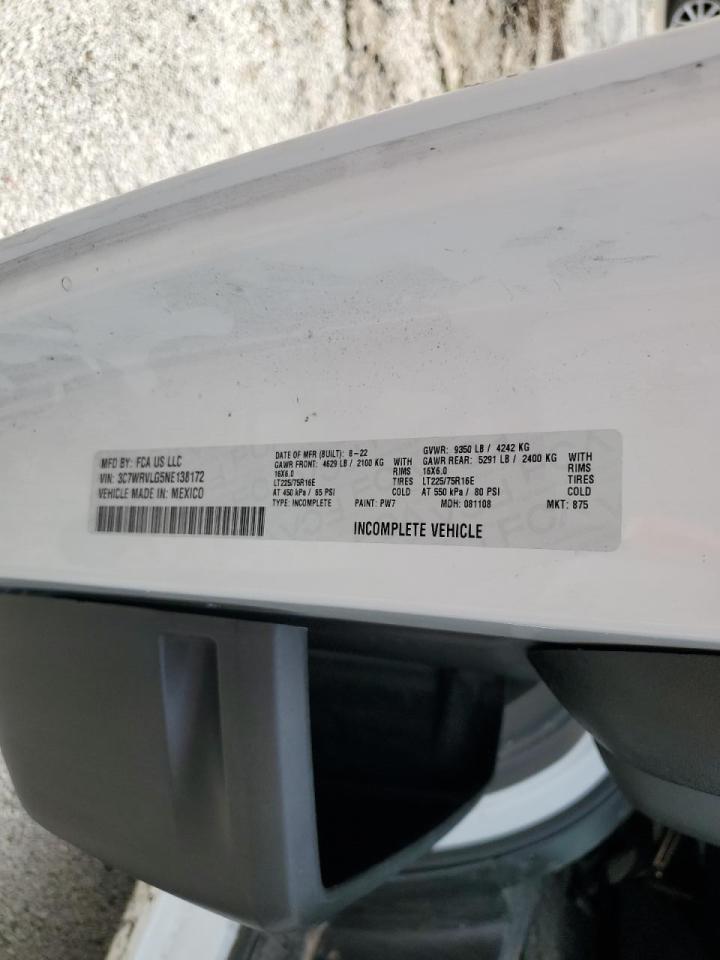 MFD BY: FCA US LLC
VIN: 3C7WRVLG5NE138172
VEHICLE MADE IN: MEXICO
DATE OF MFR (BUILT): 8-22
GAWR FRONT: 4629 LB / 2100 KG WITH
16X6.0 RIMS
LT225/75R16E TIRES
AT 450 kPa / 65 PSI COLD
TYPE: INCOMPLETE PAINT: PW7
GVWR: 9350 LB / 4242 KG
GAWR REAR: 5291 LB / 2400 KG WITH
16X6.0 RIMS
LT225/75R16E TIRES
AT 550 kPa / 80 PSI COLD
MDH: 081108 MKT: 875
INCOMPLETE VEHICLE